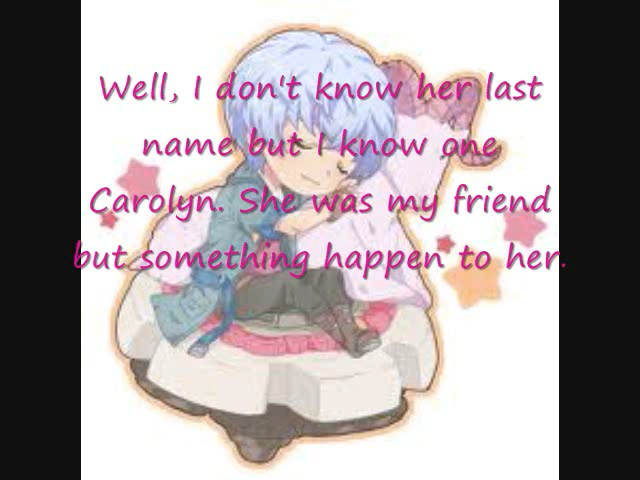 Well, I don't know her last
name but I know one
Carolyn. She was my friend
but something happen to her.